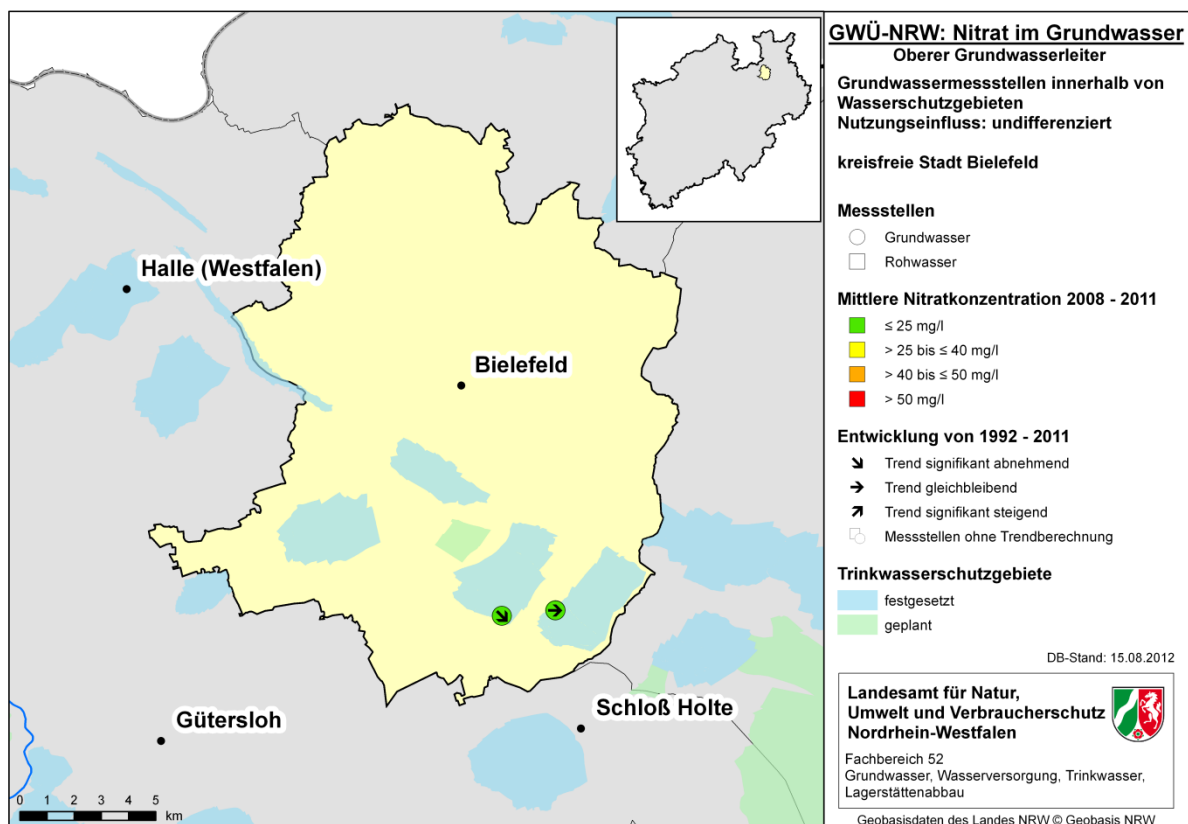 GWÜ-NRW: Nitrat im Grundwasser
Oberer Grundwasserleiter
Grundwassermessstellen innerhalb von
Wasserschutzgebieten
Nutzungseinfluss: undifferenziert
kreisfreie Stadt Bielefeld
Messstellen
Grundwasser
Rohwasser
Mittlere Nitratkonzentration 2008 - 2011
≤ 25 mg/l
> 25 bis ≤ 40 mg/l
> 40 bis ≤ 50 mg/l
> 50 mg/l
Entwicklung von 1992 - 2011
Trend signifikant abnehmend
Trend gleichbleibend
Trend signifikant steigend
Messstellen ohne Trendberechnung
Trinkwasserschutzgebiete
festgesetzt
geplant
DB-Stand: 15.08.2012
Landesamt für Natur,
Umwelt und Verbraucherschutz
Nordrhein-Westfalen
Fachbereich 52
Grundwasser, Wasserversorgung, Trinkwasser,
Lagerstättenabbau
Geobasisdaten des Landes NRW © Geobasis NRW
Halle (Westfalen)
Bielefeld
Gütersloh
Schloß Holte
0 1 2 3 4 5
km